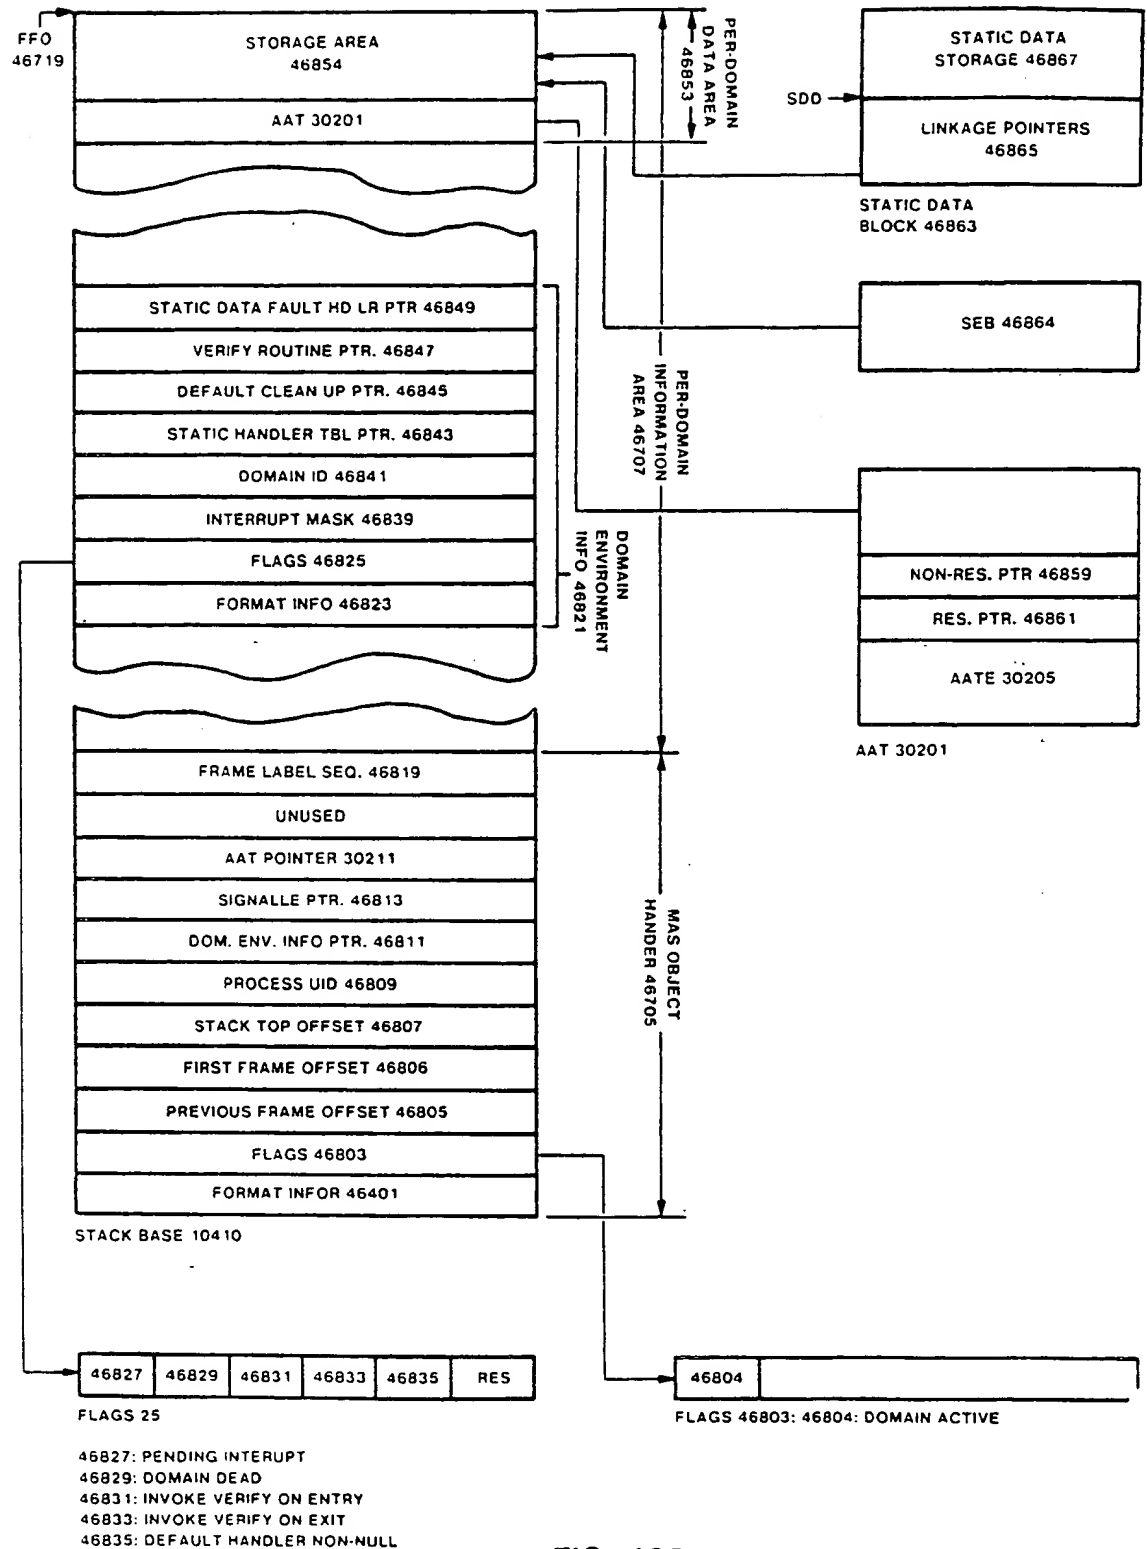 FFO
46719
STORAGE AREA
46854
AAT 30201
PER-DOMAIN
DATA AREA
46853
STATIC DATA
STORAGE 46867
SDD
LINKAGE POINTERS
46865
STATIC DATA
BLOCK 46863
STATIC DATA FAULT HD LR PTR 46849
VERIFY ROUTINE PTR. 46847
DEFAULT CLEAN UP PTR. 46845
STATIC HANDLER TBL PTR. 46843
DOMAIN ID 46841
INTERRUPT MASK 46839
FLAGS 46825
FORMAT INFO 46823
DOMAIN
ENVIRONMENT
INFO 46821
PER-DOMAIN
INFORMATION
AREA 46707
SEB 46864
NON-RES. PTR 46859
RES. PTR. 46861
AATE 30205
AAT 30201
FRAME LABEL SEQ. 46819
UNUSED
AAT POINTER 30211
SIGNALLE PTR. 46813
DOM. ENV. INFO PTR. 46811
PROCESS UID 46809
STACK TOP OFFSET 46807
FIRST FRAME OFFSET 46806
PREVIOUS FRAME OFFSET 46805
FLAGS 46803
FORMAT INFOR 46401
MAS OBJECT
HANDER 46705
STACK BASE 10410
46827 46829 46831 46833 46835 RES
FLAGS 25
46804
FLAGS 46803: 46804: DOMAIN ACTIVE
46827: PENDING INTERUPT
46829: DOMAIN DEAD
46831: INVOKE VERIFY ON ENTRY
46833: INVOKE VERIFY ON EXIT
46835: DEFAULT HANDLER NON-NULL